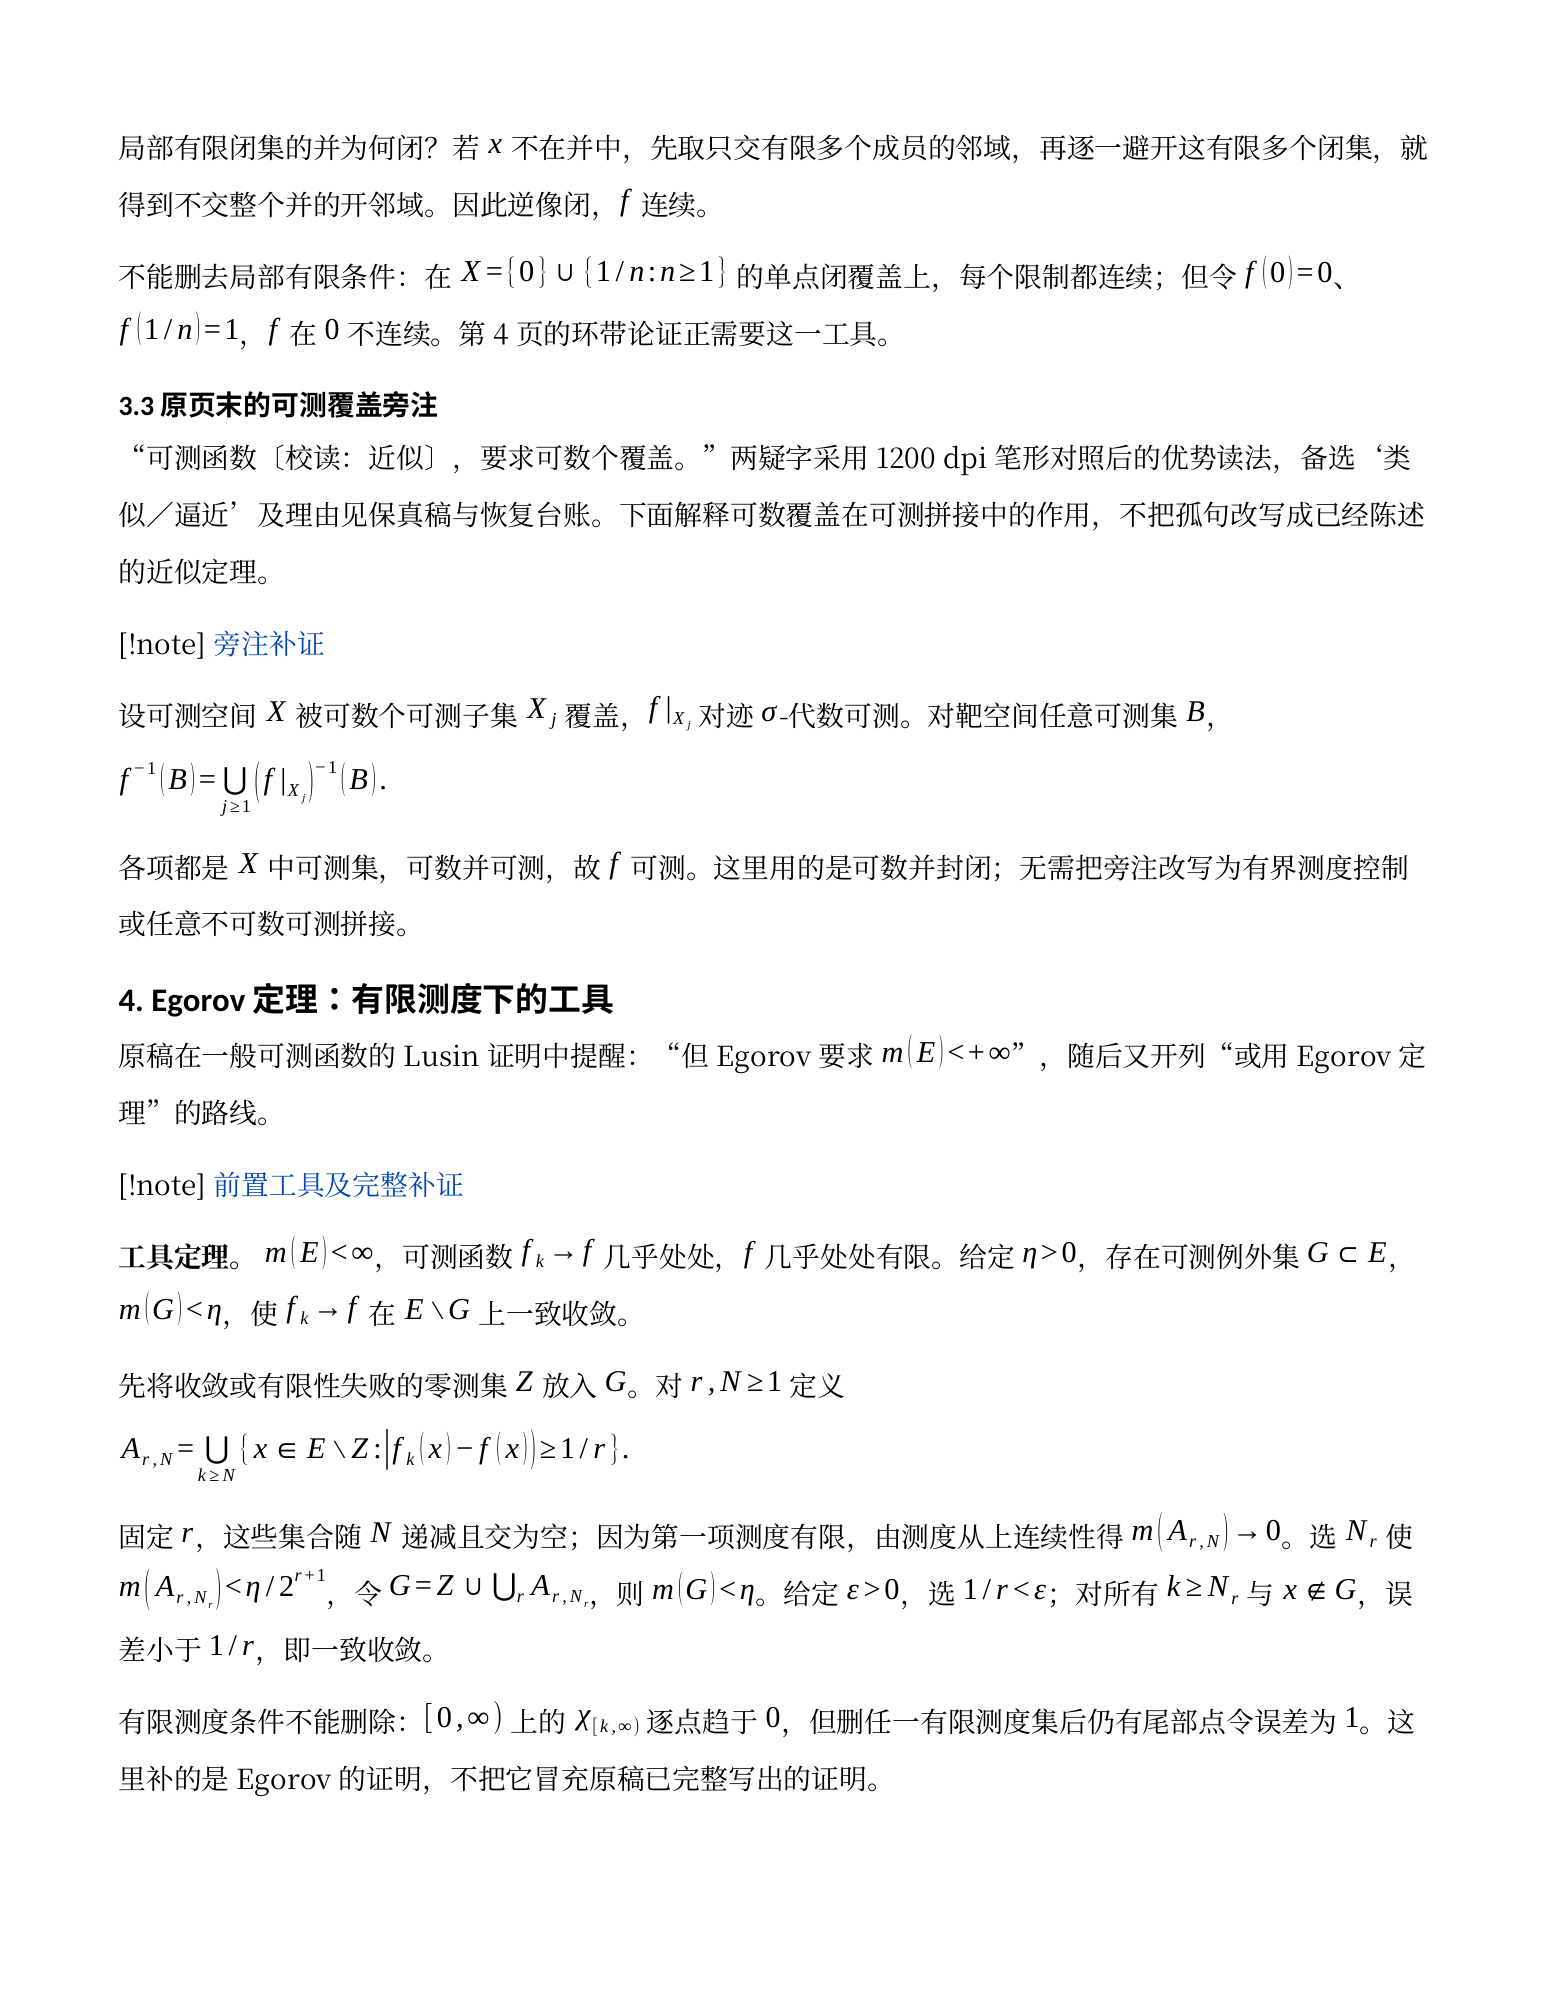 局部有限闭集的并为何闭？若 x 不在并中，先取只交有限多个成员的邻域，再逐一避开这有限多个闭集，就
得到不交整个并的开邻域。因此逆像闭，f 连续。
不能删去局部有限条件：在 X={0}∪{1/n:n≥1} 的单点闭覆盖上，每个限制都连续；但令 f(0)=0、
f(1/n)=1，f 在 0 不连续。第 4 页的环带论证正需要这一工具。
3.3 原页末的可测覆盖旁注
“可测函数〔校读：近似〕，要求可数个覆盖。”两疑字采用 1200 dpi 笔形对照后的优势读法，备选‘类
似／逼近’及理由见保真稿与恢复台账。下面解释可数覆盖在可测拼接中的作用，不把孤句改写成已经陈述
的近似定理。
[!note] 旁注补证
设可测空间 X 被可数个可测子集 X_j 覆盖，f|_{X_j} 对迹 σ-代数可测。对靶空间任意可测集 B，
f^{-1}(B)=⋃_{j≥1}(f|_{X_j})^{-1}(B).
各项都是 X 中可测集，可数并可测，故 f 可测。这里用的是可数并封闭；无需把旁注改写为有界测度控制
或任意不可数可测拼接。
4. Egorov 定理：有限测度下的工具
原稿在一般可测函数的 Lusin 证明中提醒：“但 Egorov 要求 m(E)<+∞”，随后又开列“或用 Egorov 定
理”的路线。
[!note] 前置工具及完整补证
工具定理。 m(E)<∞，可测函数 f_k→f 几乎处处，f 几乎处处有限。给定 η>0，存在可测例外集 G⊂E，
m(G)<η，使 f_k→f 在 E∖G 上一致收敛。
先将收敛或有限性失败的零测集 Z 放入 G。对 r,N≥1 定义
A_{r,N}=⋃_{k≥N}{x∈E∖Z:|f_k(x)−f(x)|≥1/r}.
固定 r，这些集合随 N 递减且交为空；因为第一项测度有限，由测度从上连续性得 m(A_{r,N})→0。选 N_r 使
m(A_{r,N_r})<η/2^{r+1}，令 G=Z∪⋃_r A_{r,N_r}，则 m(G)<η。给定 ε>0，选 1/r<ε；对所有 k≥N_r 与 x∉G，误
差小于 1/r，即一致收敛。
有限测度条件不能删除：[0,∞) 上的 χ_{[k,∞)} 逐点趋于 0，但删任一有限测度集后仍有尾部点令误差为 1。这
里补的是 Egorov 的证明，不把它冒充原稿已完整写出的证明。